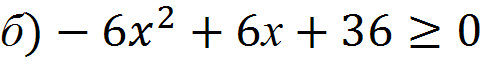 б) − 6x² + 6x + 36 ≥ 0